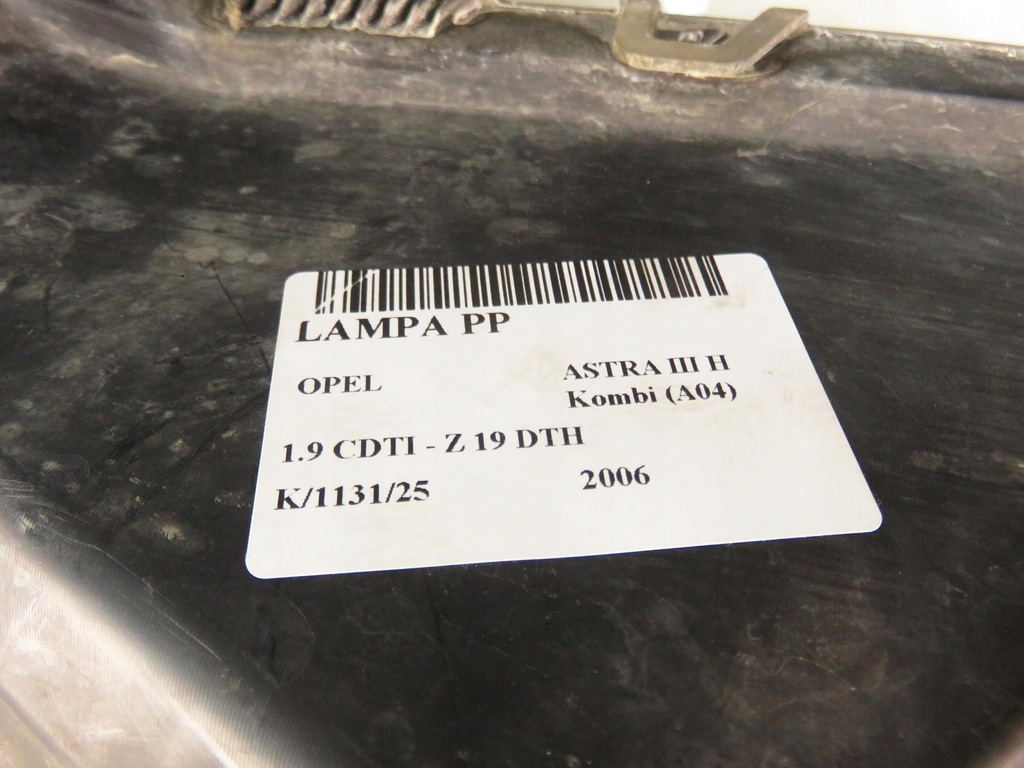 LAMPA PP
OPEL
ASTRA III H
Kombi (A04)
1.9 CDTI - Z 19 DTH
K/1131/25
2006